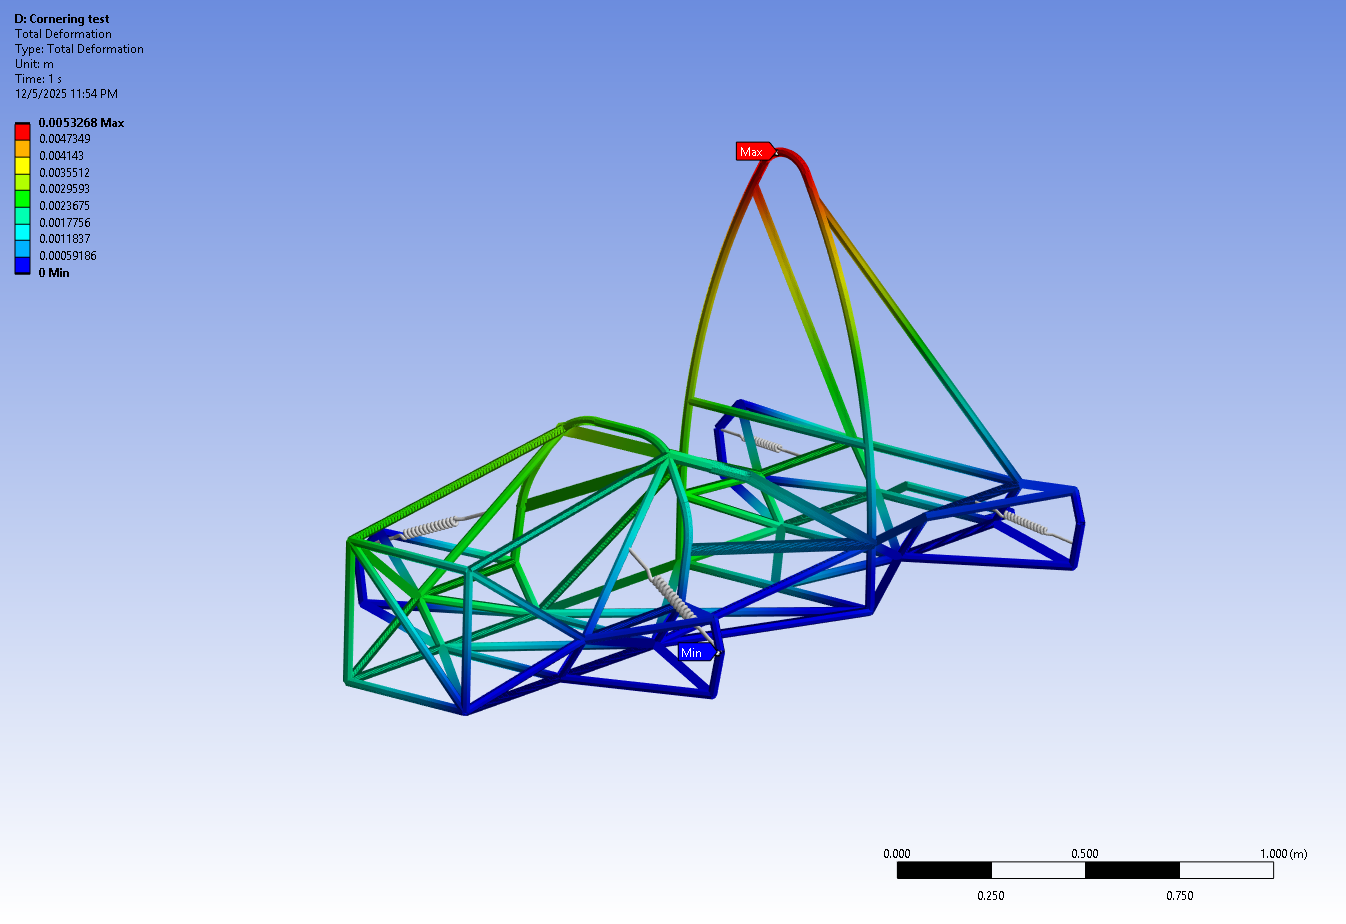 D: Cornering test
Total Deformation
Type: Total Deformation
Unit: m
Time: 1 s
12/5/2025 11:54 PM
0.0053268 Max
0.0047349
0.004143
0.0035512
0.0029593
0.0023675
0.0017756
0.0011837
0.00059186
0 Min
Max
Min
0.000 0.500 1.000 (m)
0.250 0.750